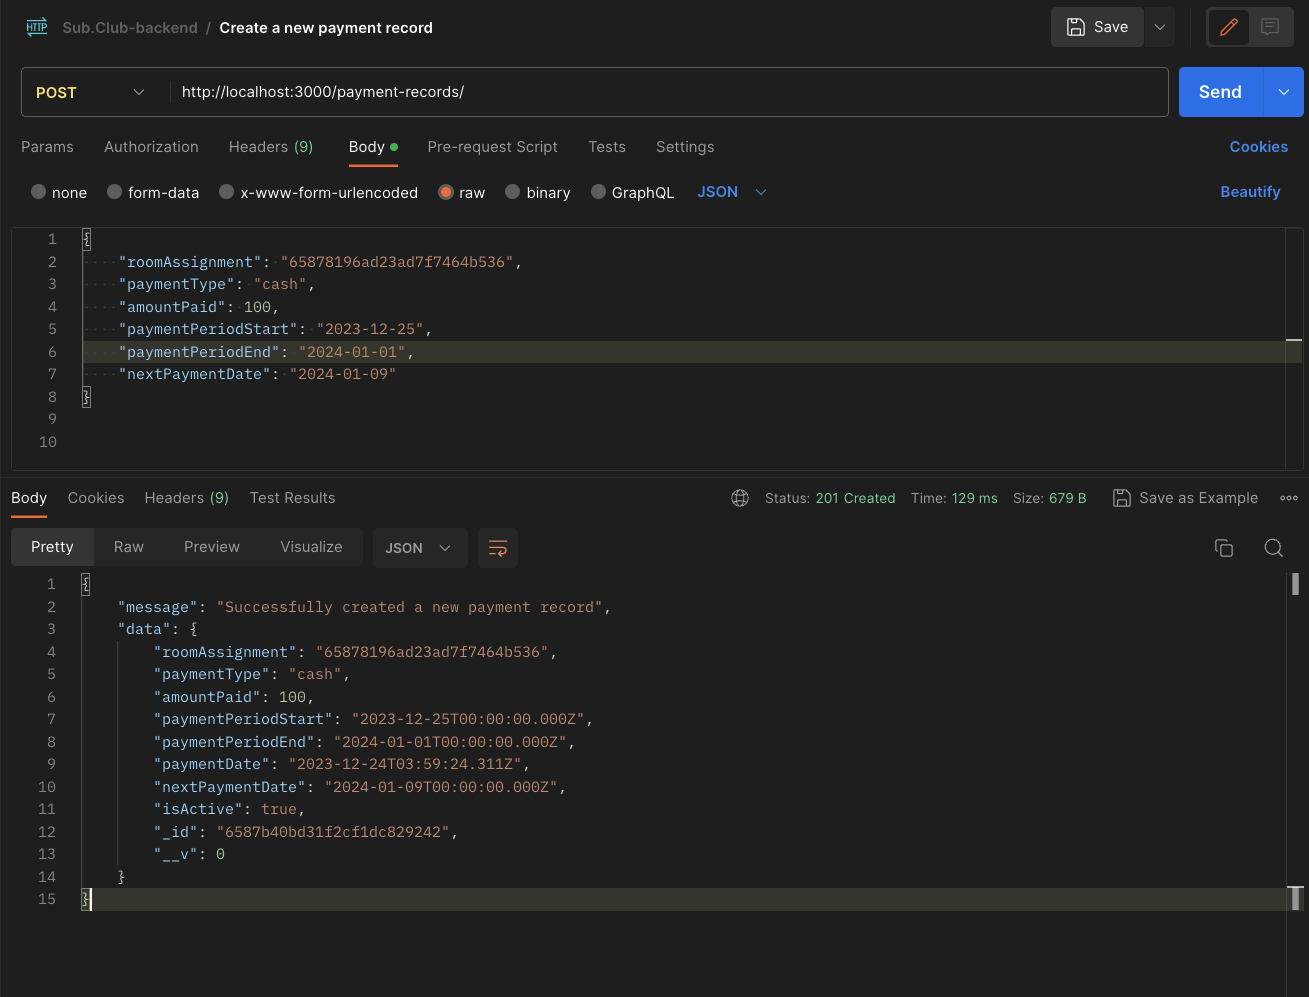 HTTP Sub.Club-backend / Create a new payment record Save
POST http://localhost:3000/payment-records/ Send
Params Authorization Headers (9) Body Pre-request Script Tests Settings Cookies
none form-data x-www-form-urlencoded raw binary GraphQL JSON Beautify
1 {
2 "roomAssignment": "65878196ad23ad7f7464b536",
3 "paymentType": "cash",
4 "amountPaid": 100,
5 "paymentPeriodStart": "2023-12-25",
6 "paymentPeriodEnd": "2024-01-01",
7 "nextPaymentDate": "2024-01-09"
8 }
9
10
Body Cookies Headers (9) Test Results Status: 201 Created Time: 129 ms Size: 679 B Save as Example
Pretty Raw Preview Visualize JSON
1 {
2 "message": "Successfully created a new payment record",
3 "data": {
4 "roomAssignment": "65878196ad23ad7f7464b536",
5 "paymentType": "cash",
6 "amountPaid": 100,
7 "paymentPeriodStart": "2023-12-25T00:00:00.000Z",
8 "paymentPeriodEnd": "2024-01-01T00:00:00.000Z",
9 "paymentDate": "2023-12-24T03:59:24.311Z",
10 "nextPaymentDate": "2024-01-09T00:00:00.000Z",
11 "isActive": true,
12 "_id": "6587b40bd31f2cf1dc829242",
13 "__v": 0
14 }
15 }